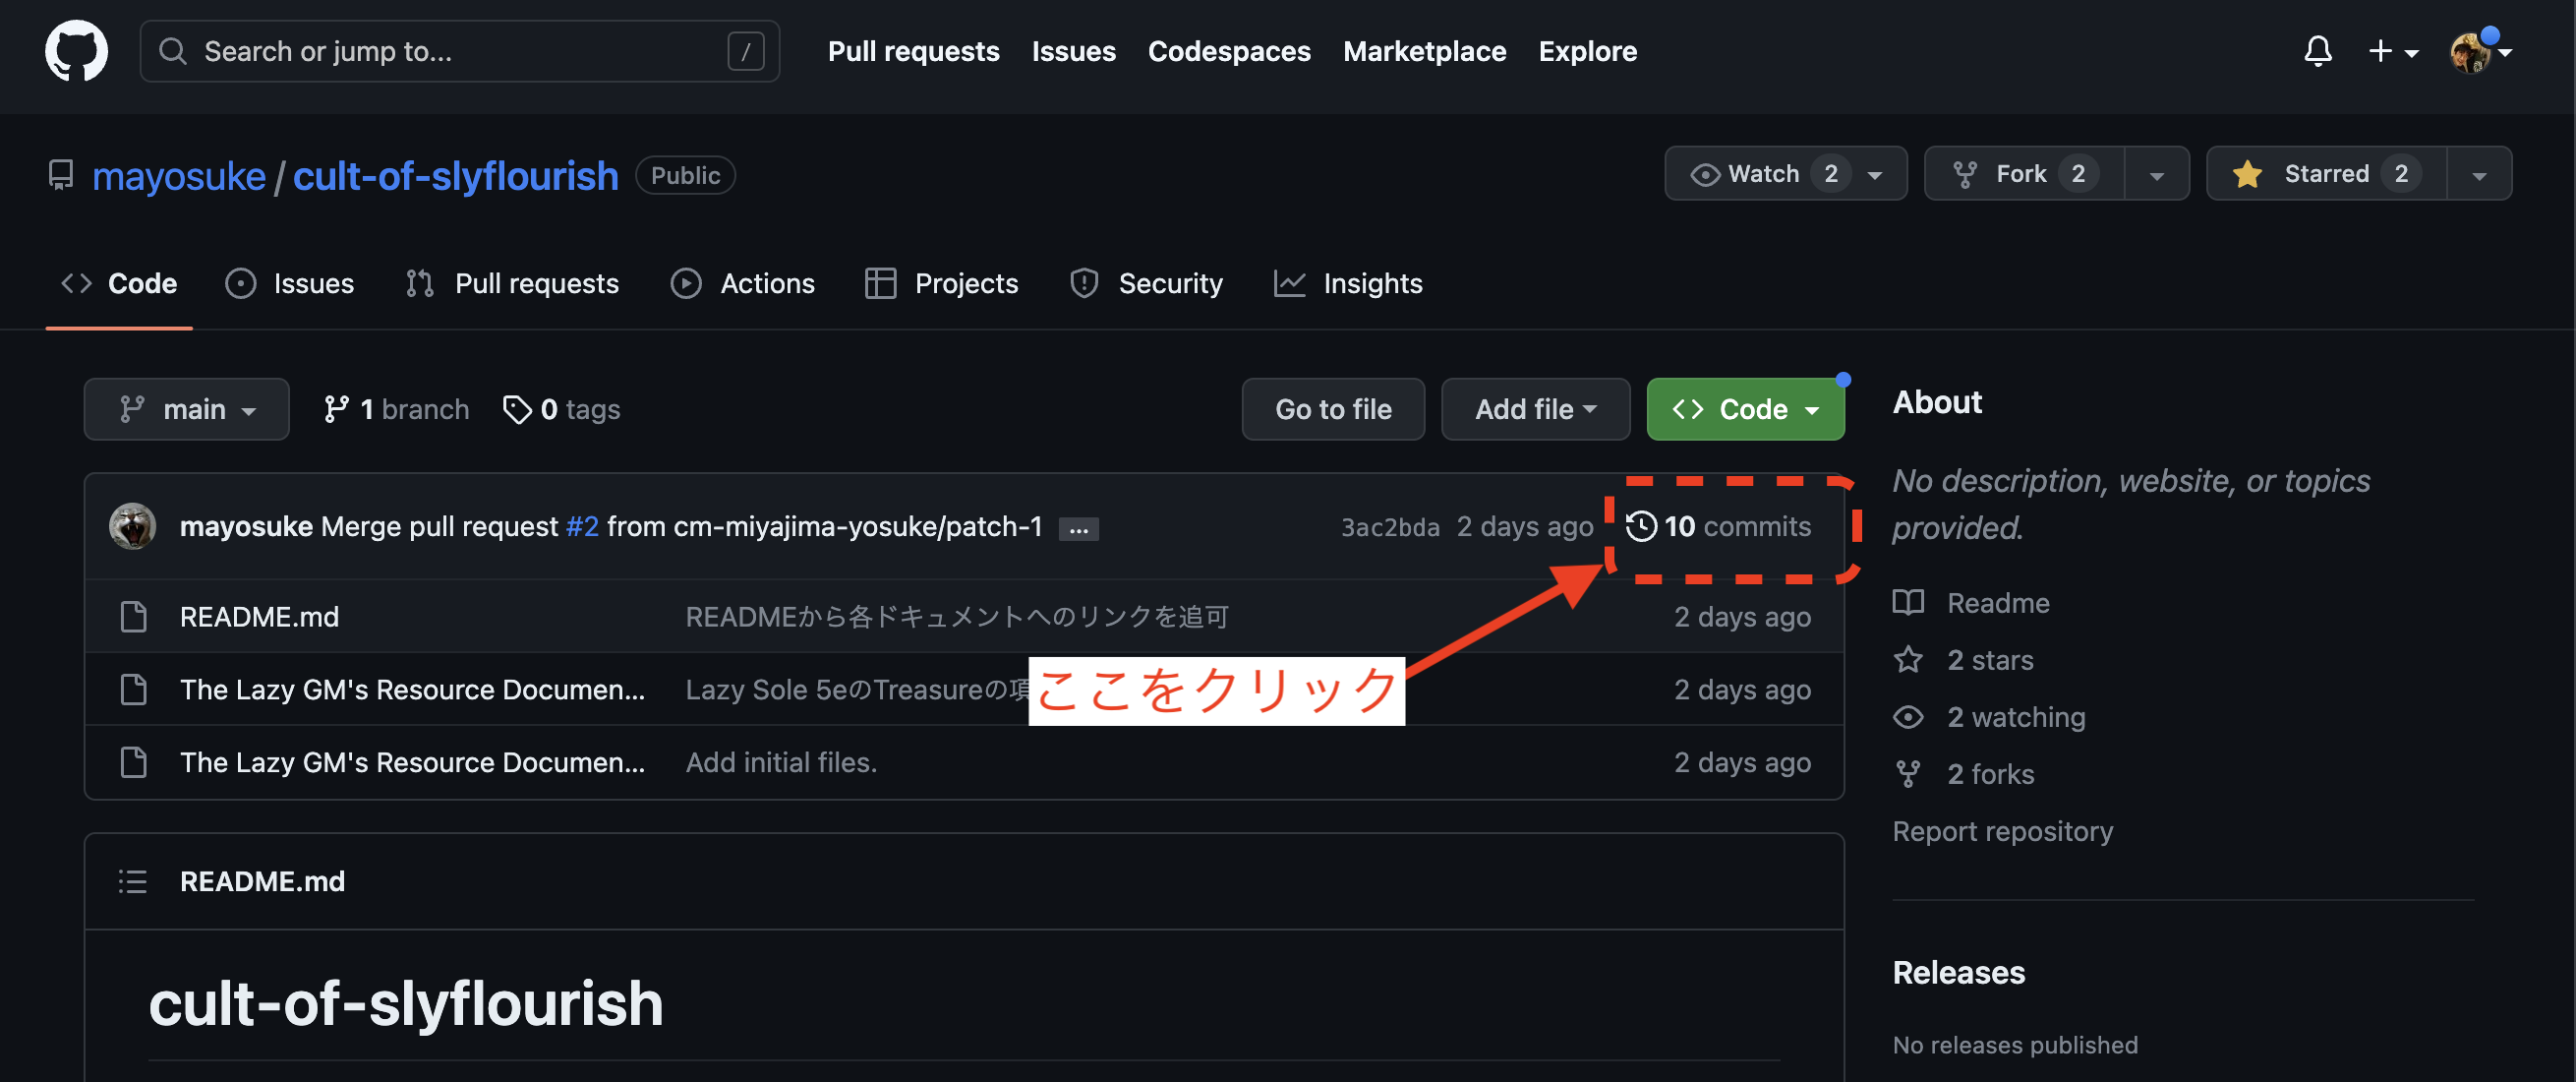 Search or jump to... /
Pull requests Issues Codespaces Marketplace Explore
mayosuke / cult-of-slyflourish Public
Watch 2 Fork 2 Starred 2
Code Issues Pull requests Actions Projects Security Insights
main 1 branch 0 tags Go to file Add file Code
mayosuke Merge pull request #2 from cm-miyajima-yosuke/patch-1 ... 3ac2bda 2 days ago 10 commits
README.md READMEから各ドキュメントへのリンクを追可 2 days ago
The Lazy GM's Resource Documen... Lazy Sole 5eのTreasureの項 2 days ago
ここをクリック
The Lazy GM's Resource Documen... Add initial files. 2 days ago
README.md
cult-of-slyflourish
About
No description, website, or topics
provided.
Readme
2 stars
2 watching
2 forks
Report repository
Releases
No releases published